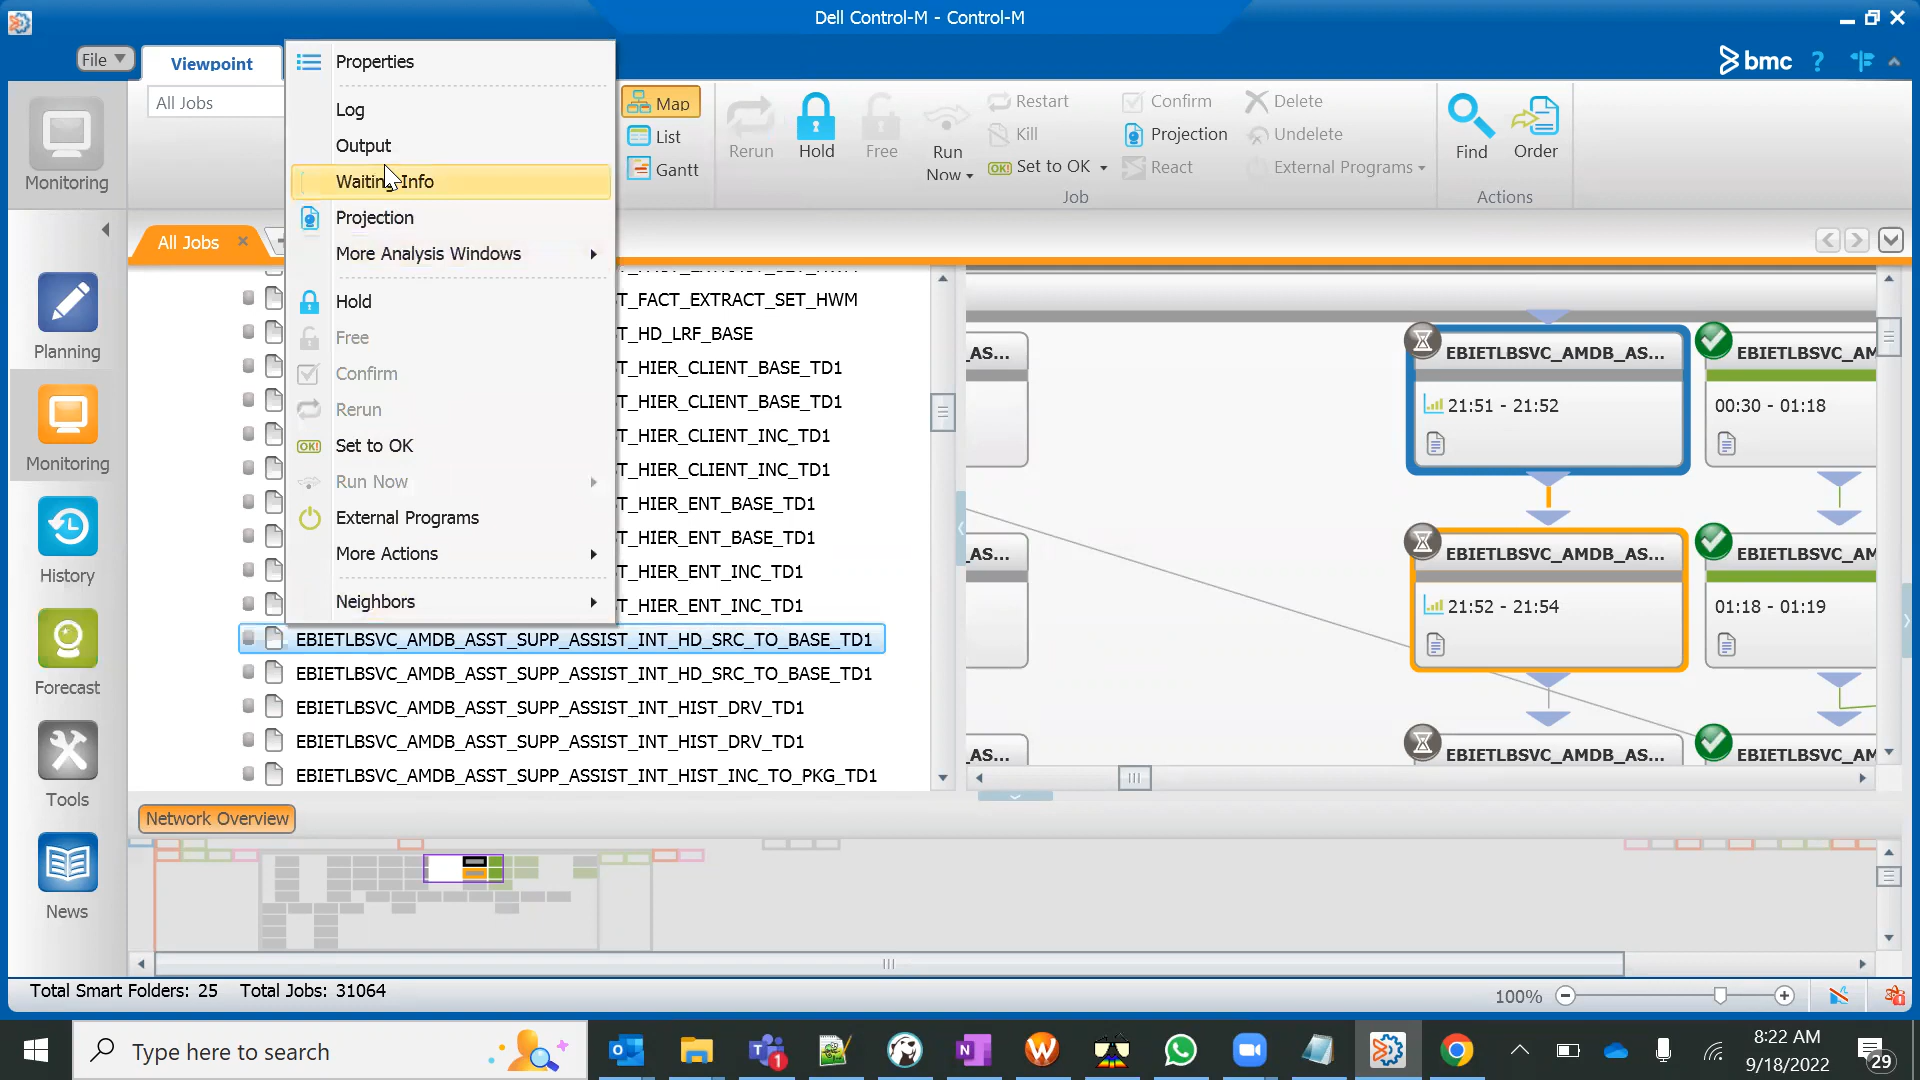 Dell Control-M - Control-M
File
Viewpoint
bmc
?
Monitoring
All Jobs
Properties
Log
Output
Waiting Info
Projection
More Analysis Windows
Hold
Free
Confirm
Rerun
Set to OK
Run Now
External Programs
More Actions
Neighbors
Map
List
Gantt
Rerun
Hold
Free
Run Now
Restart
Kill
Set to OK
Confirm
Projection
React
Delete
Undelete
External Programs
Job
Find
Order
Actions
Planning
Monitoring
History
Forecast
Tools
News
All Jobs
T_FACT_EXTRACT_SET_HWM
T_HD_LRF_BASE
T_HIER_CLIENT_BASE_TD1
T_HIER_CLIENT_BASE_TD1
T_HIER_CLIENT_INC_TD1
T_HIER_CLIENT_INC_TD1
T_HIER_ENT_BASE_TD1
T_HIER_ENT_BASE_TD1
T_HIER_ENT_INC_TD1
T_HIER_ENT_INC_TD1
EBIETLBSVC_AMDB_ASST_SUPP_ASSIST_INT_HD_SRC_TO_BASE_TD1
EBIETLBSVC_AMDB_ASST_SUPP_ASSIST_INT_HD_SRC_TO_BASE_TD1
EBIETLBSVC_AMDB_ASST_SUPP_ASSIST_INT_HIST_DRV_TD1
EBIETLBSVC_AMDB_ASST_SUPP_ASSIST_INT_HIST_DRV_TD1
EBIETLBSVC_AMDB_ASST_SUPP_ASSIST_INT_HIST_INC_TO_PKG_TD1
_AS...
EBIETLBSVC_AMDB_AS...
EBIETLBSVC_AM
21:51 - 21:52
00:30 - 01:18
_AS...
EBIETLBSVC_AMDB_AS...
EBIETLBSVC_AM
21:52 - 21:54
01:18 - 01:19
_AS...
EBIETLBSVC_AMDB_AS...
EBIETLBSVC_AM
Network Overview
Total Smart Folders: 25 Total Jobs: 31064
100%
Type here to search
1
8:22 AM
9/18/2022
29